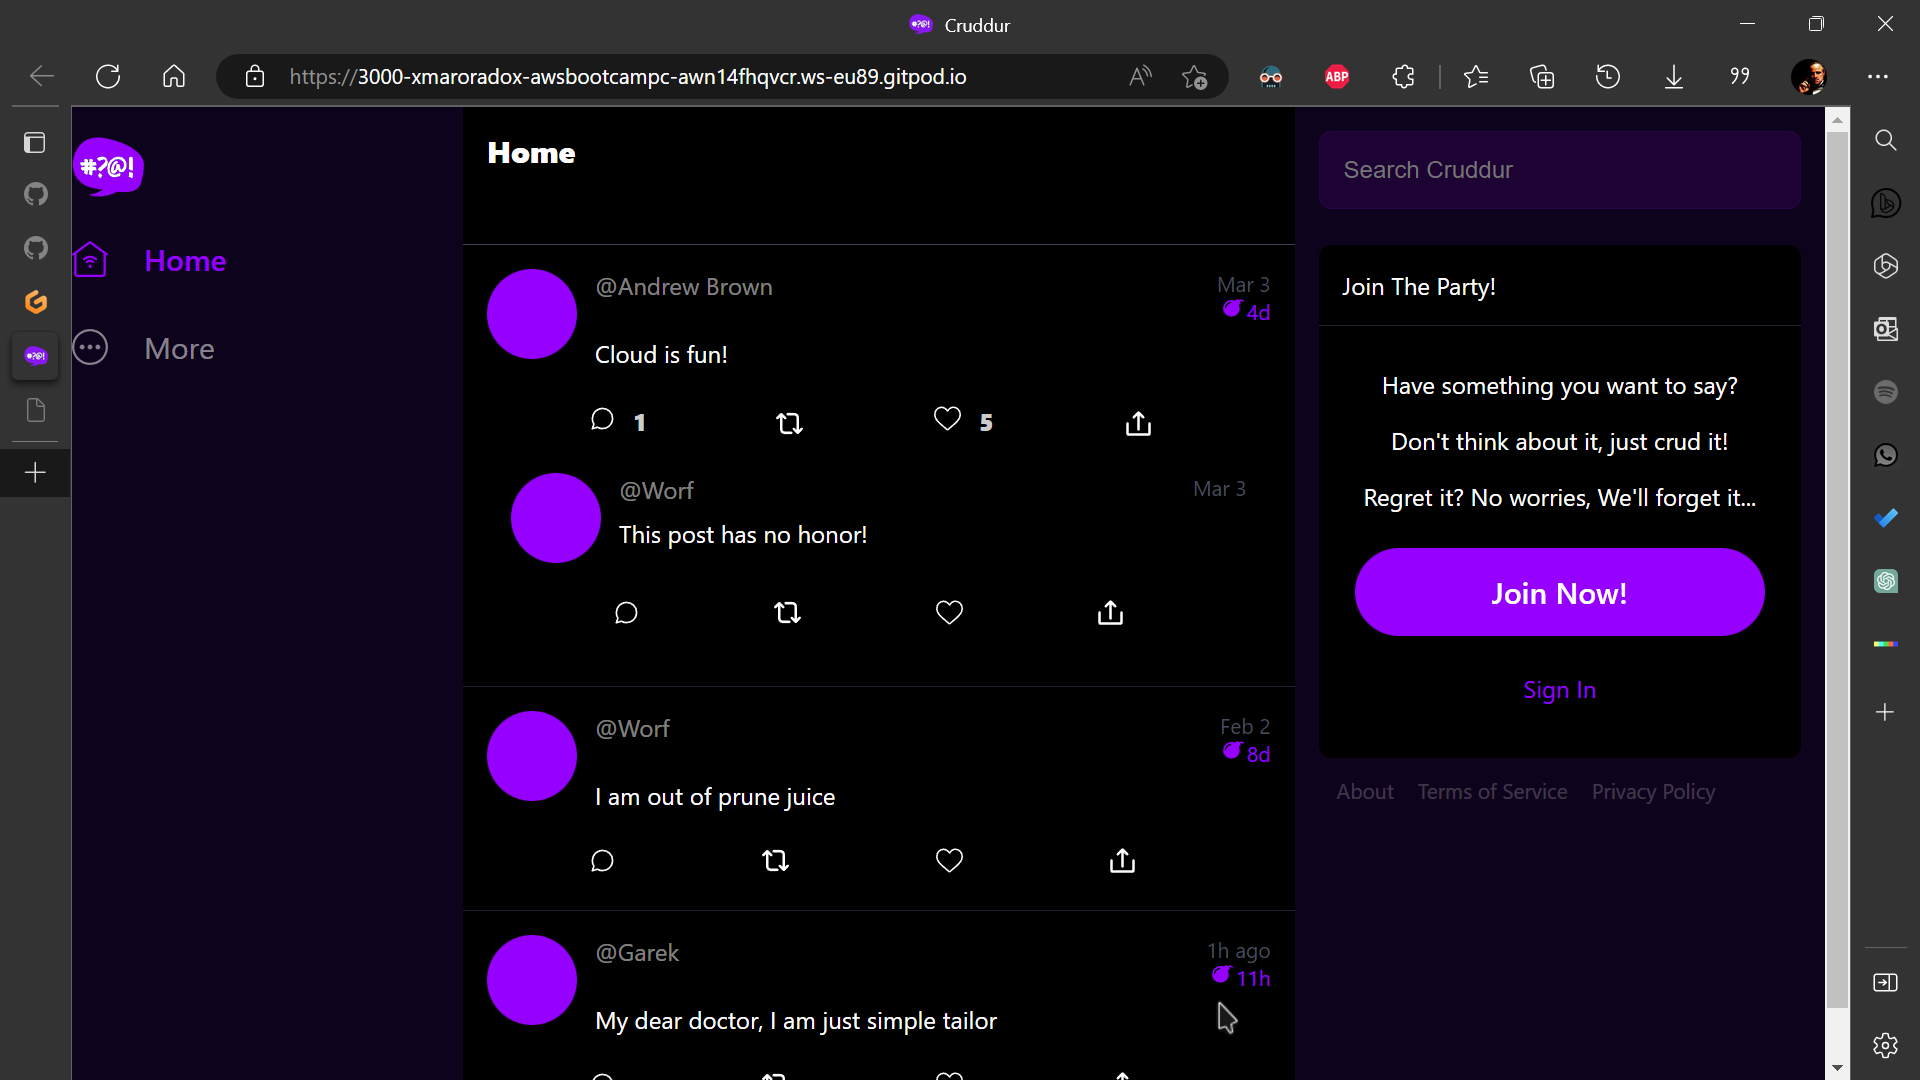 Cruddur
https://3000-xmaroradox-awsbootcampc-awn14fhqvcr.ws-eu89.gitpod.io
ABP
#?@!
Home
More
Home
@Andrew Brown
Mar 3
4d
Cloud is fun!
1
5
@Worf
Mar 3
This post has no honor!
@Worf
Feb 2
8d
I am out of prune juice
@Garek
1h ago
11h
My dear doctor, I am just simple tailor
Search Cruddur
Join The Party!
Have something you want to say?
Don't think about it, just crud it!
Regret it? No worries, We'll forget it...
Join Now!
Sign In
About Terms of Service Privacy Policy